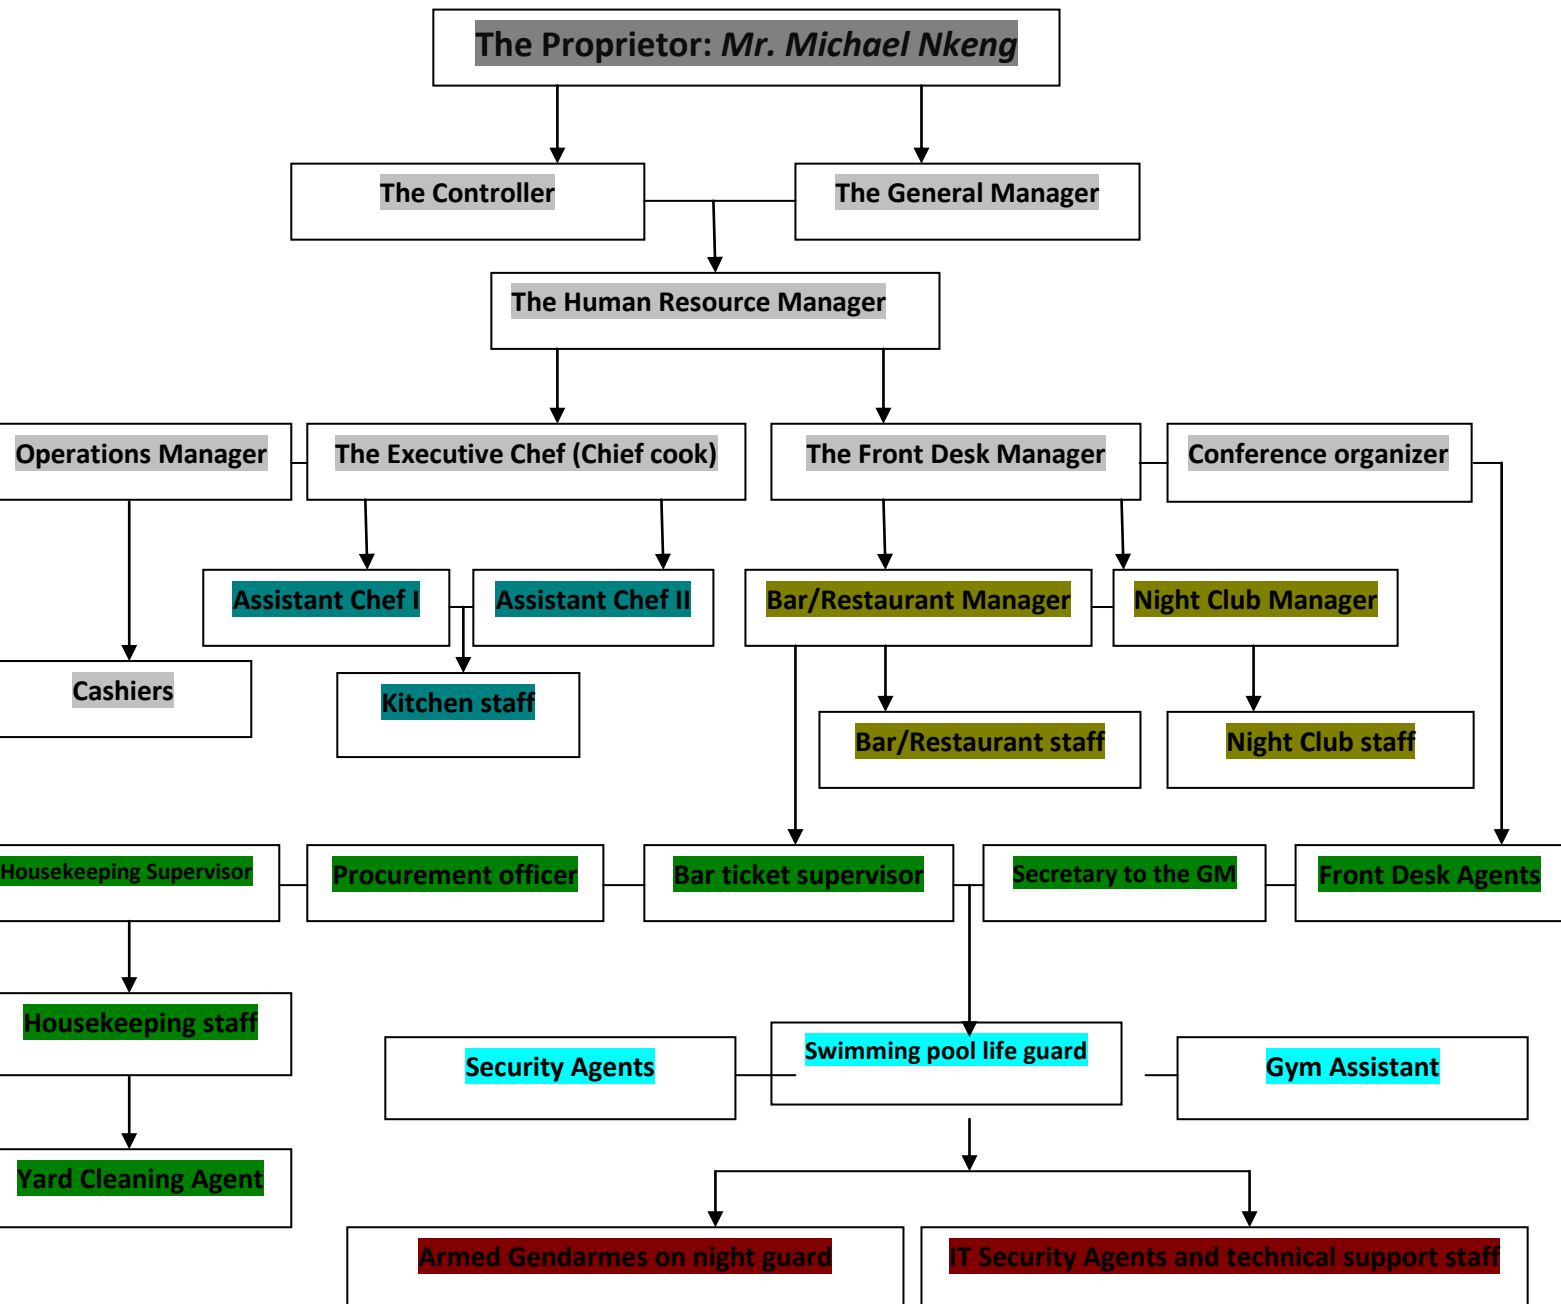 The Proprietor: Mr. Michael Nkeng
The Controller
The General Manager
The Human Resource Manager
Operations Manager
The Executive Chef (Chief cook)
The Front Desk Manager
Conference organizer
Assistant Chef I
Assistant Chef II
Bar/Restaurant Manager
Night Club Manager
Cashiers
Kitchen staff
Bar/Restaurant staff
Night Club staff
Housekeeping Supervisor
Procurement officer
Bar ticket supervisor
Secretary to the GM
Front Desk Agents
Housekeeping staff
Security Agents
Swimming pool life guard
Gym Assistant
Yard Cleaning Agent
Armed Gendarmes on night guard
IT Security Agents and technical support staff